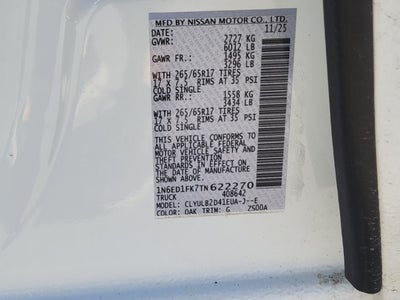 MFD BY NISSAN MOTOR CO., LTD.
DATE: 11/25
GVWR: 2727 KG
6012 LB
GAWR FR.: 1495 KG
3296 LB
WITH 265/65R17 TIRES
17 X 7.5 RIMS AT 35 PSI
COLD SINGLE
GAWR RR.: 1558 KG
3434 LB
WITH 265/65R17 TIRES
17 X 7.5 RIMS AT 35 PSI
COLD SINGLE
THIS VEHICLE CONFORMS TO
ALL APPLICABLE FEDERAL
MOTOR VEHICLE SAFETY AND
THEFT PREVENTION
STANDARDS IN EFFECT ON
THE DATE OF MANUFACTURE
SHOWN ABOVE.
1N6ED1FK7TN622270
TRUCK 408642
MODEL: CLYULB2D41EUA-J--E
COLOR: QAK TRIM: G ZS00A